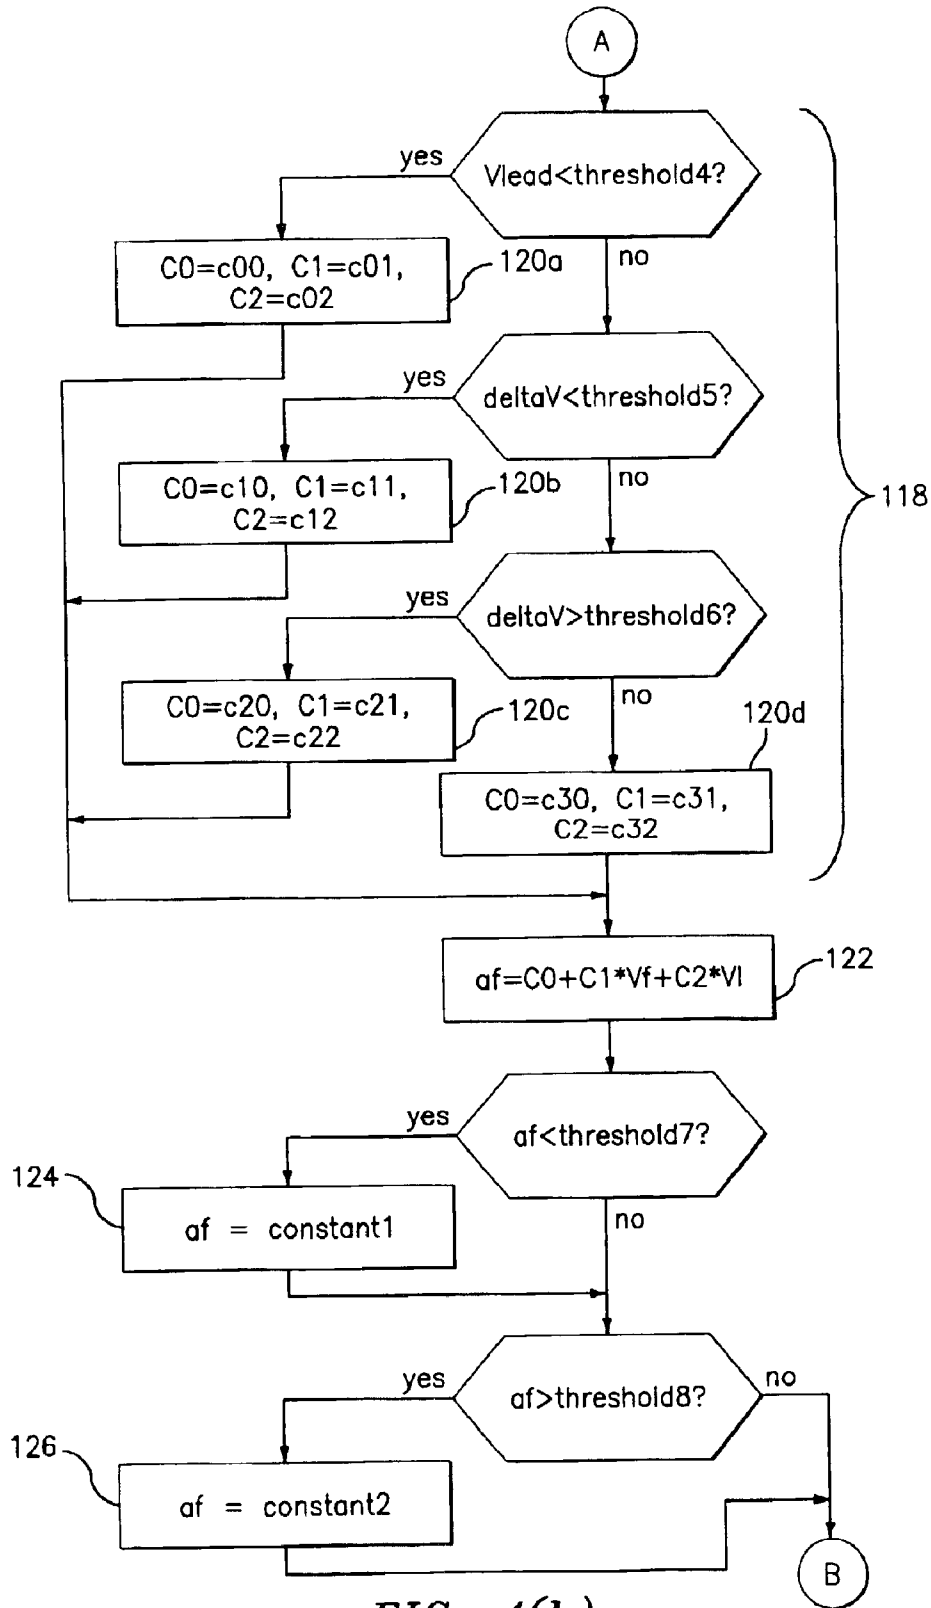 A
Vlead<threshold4?
yes
no
C0=c00, C1=c01,
C2=c02
120a
deltaV<threshold5?
yes
no
C0=c10, C1=c11,
C2=c12
120b
118
deltaV>threshold6?
yes
no
C0=c20, C1=c21,
C2=c22
120c
120d
C0=c30, C1=c31,
C2=c32
af=C0+C1*Vf+C2*Vl
122
af<threshold7?
yes
no
124
af = constant1
af>threshold8?
yes
no
126
af = constant2
B